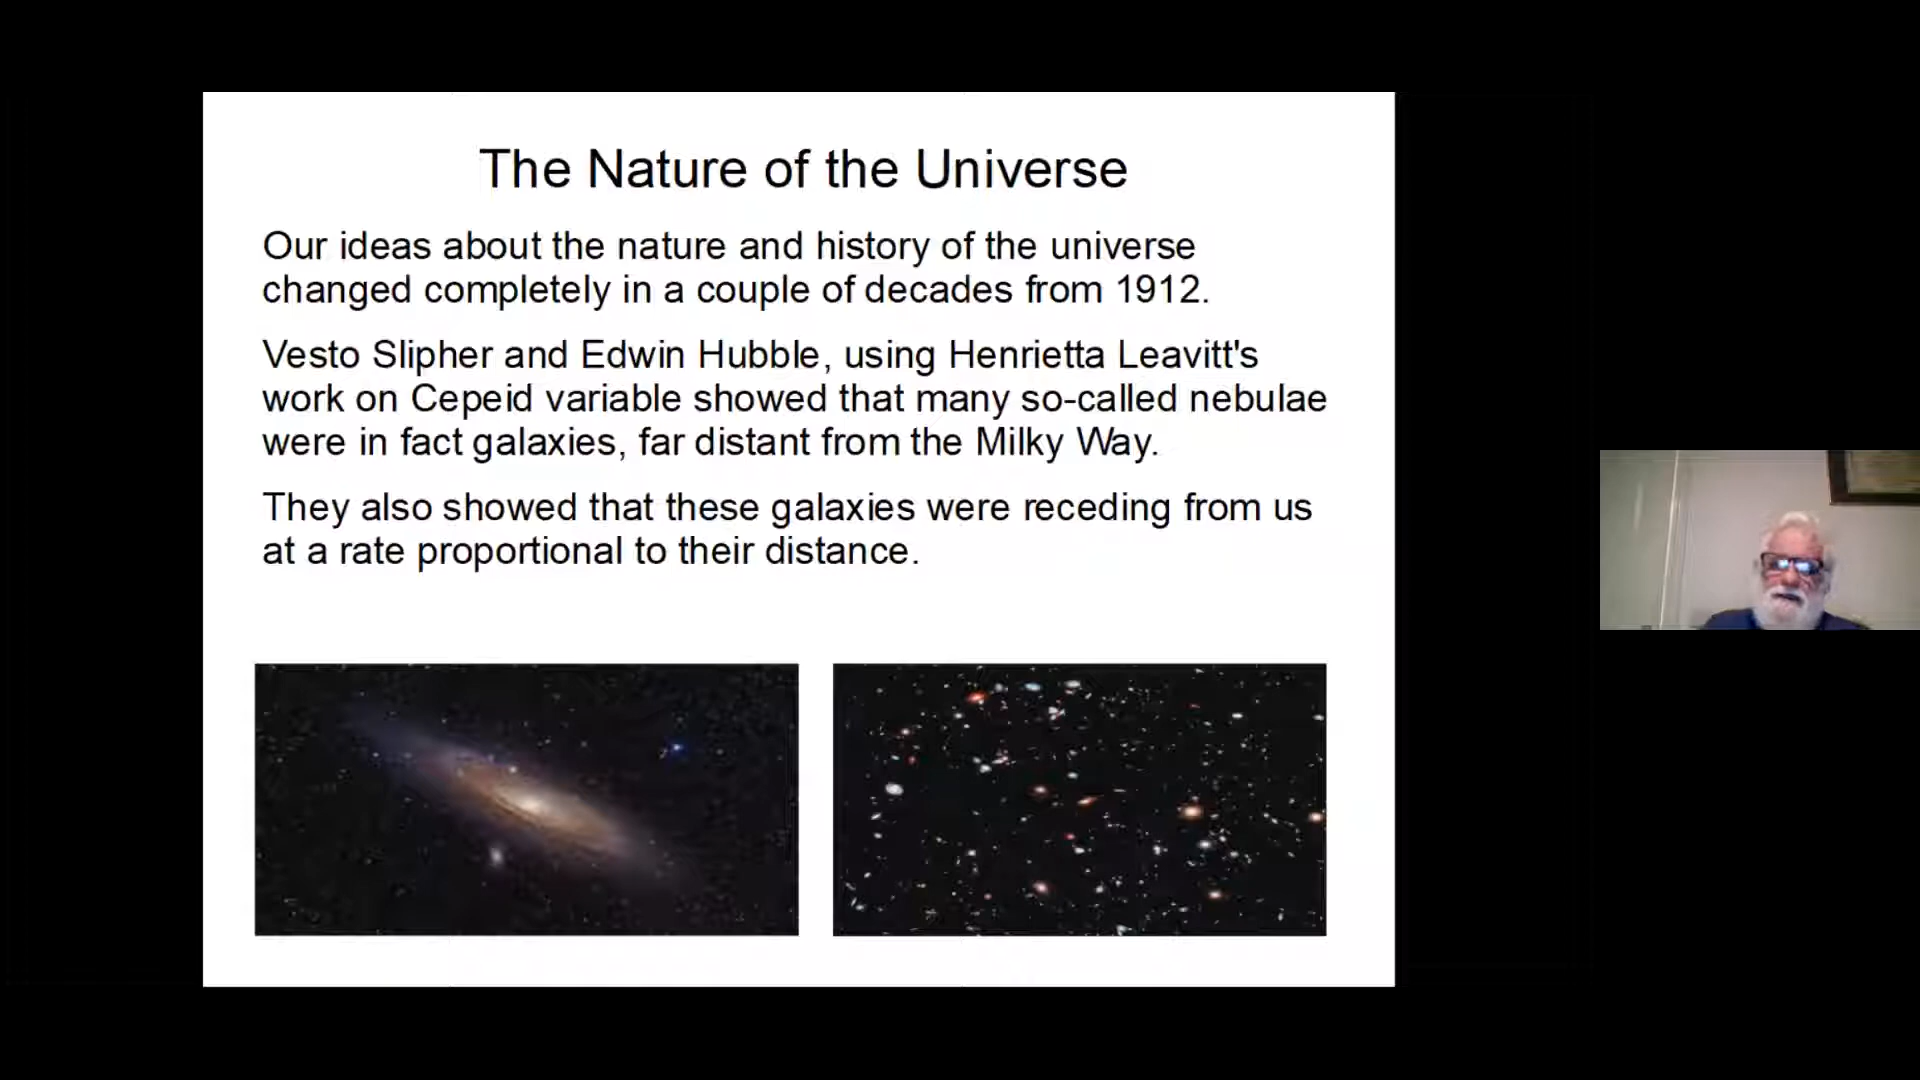 The Nature of the Universe
Our ideas about the nature and history of the universe
changed completely in a couple of decades from 1912.
Vesto Slipher and Edwin Hubble, using Henrietta Leavitt's
work on Cepeid variable showed that many so-called nebulae
were in fact galaxies, far distant from the Milky Way.
They also showed that these galaxies were receding from us
at a rate proportional to their distance.